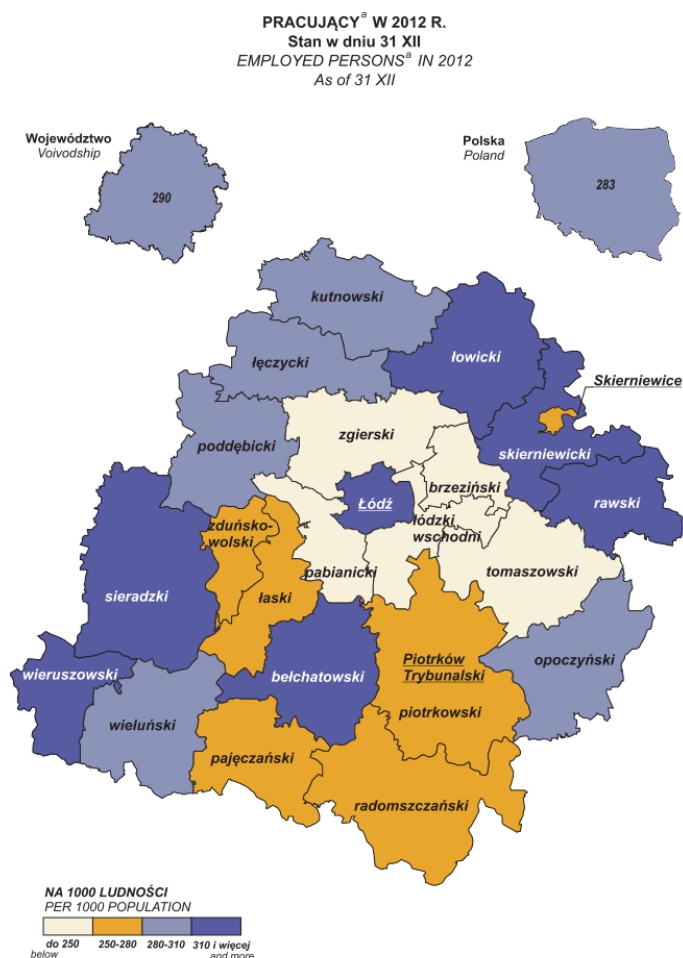 PRACUJĄCYᵃ W 2012 R.
Stan w dniu 31 XII
EMPLOYED PERSONSᵃ IN 2012
As of 31 XII
Województwo
Voivodship
290
Polska
Poland
283
kutnowski
łęczycki
łowicki
Skierniewice
zgierski
poddębicki
skierniewicki
brzeziński
Łódź
rawski
zduńsko-
wolski
łódzki
wschodni
pabianicki
tomaszowski
sieradzki
łaski
Piotrków
Trybunalski
opoczyński
wieruszowski
bełchatowski
piotrkowski
wieluński
pajęczański
radomszczański
NA 1000 LUDNOŚCI
PER 1000 POPULATION
do 250 250-280 280-310 310 i więcej
below and more